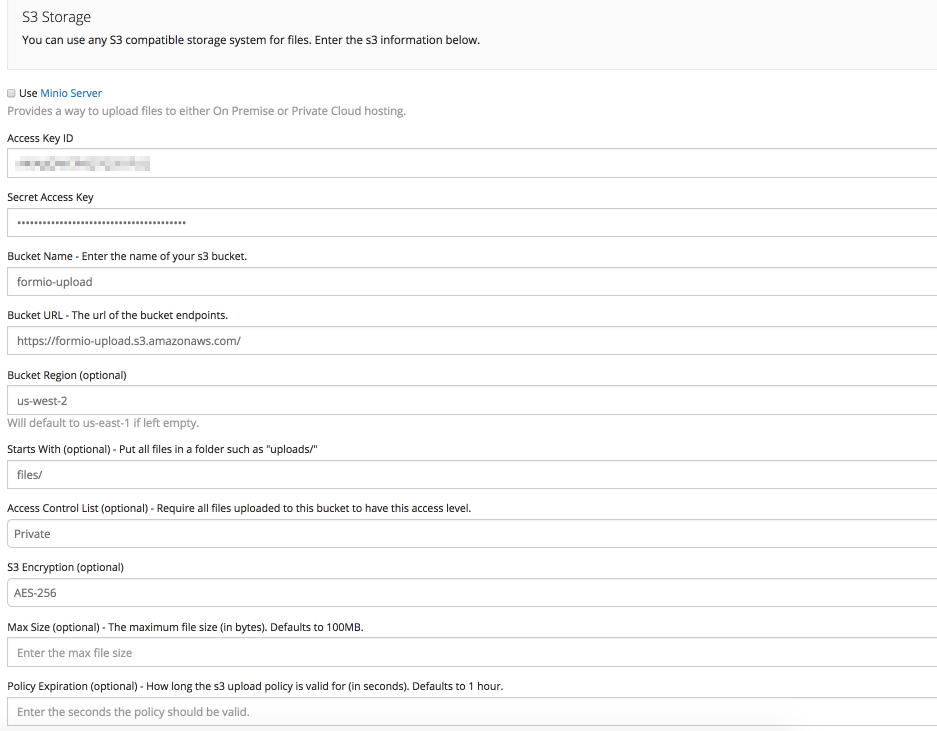 S3 Storage
You can use any S3 compatible storage system for files. Enter the s3 information below.
Use Minio Server
Provides a way to upload files to either On Premise or Private Cloud hosting.
Access Key ID
Secret Access Key
••••••••••••••••••••••••••••••••••••••••
Bucket Name - Enter the name of your s3 bucket.
formio-upload
Bucket URL - The url of the bucket endpoints.
https://formio-upload.s3.amazonaws.com/
Bucket Region (optional)
us-west-2
Will default to us-east-1 if left empty.
Starts With (optional) - Put all files in a folder such as "uploads/"
files/
Access Control List (optional) - Require all files uploaded to this bucket to have this access level.
Private
S3 Encryption (optional)
AES-256
Max Size (optional) - The maximum file size (in bytes). Defaults to 100MB.
Enter the max file size
Policy Expiration (optional) - How long the s3 upload policy is valid for (in seconds). Defaults to 1 hour.
Enter the seconds the policy should be valid.